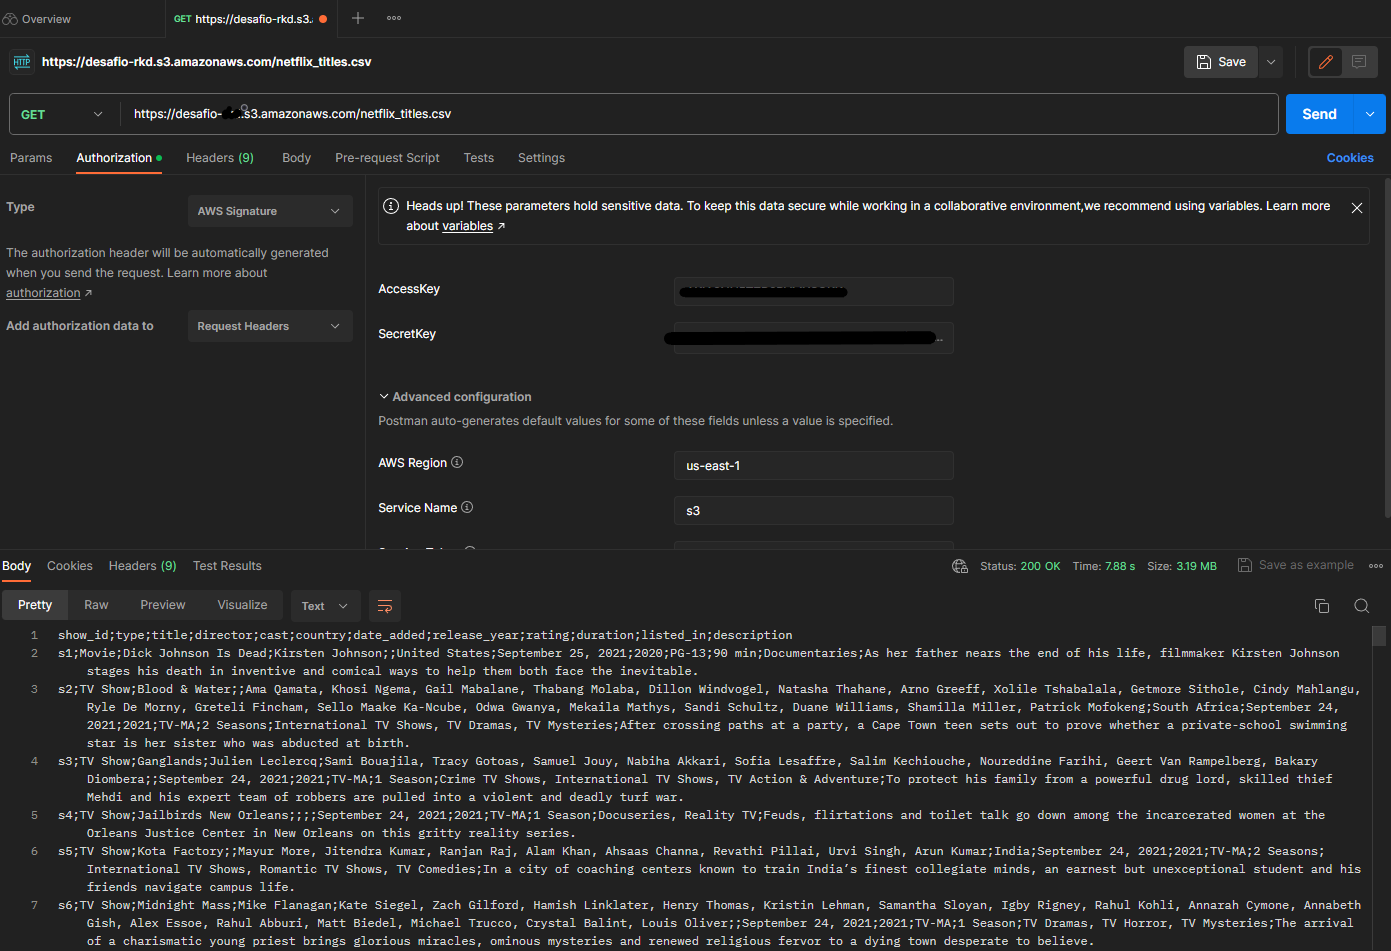 Overview
GET https://desafio-rkd.s3.
HTTP https://desafio-rkd.s3.amazonaws.com/netflix_titles.csv
Save
GET https://desafio- .s3.amazonaws.com/netflix_titles.csv
Send
Params Authorization Headers (9) Body Pre-request Script Tests Settings
Cookies
Type
AWS Signature
The authorization header will be automatically generated
when you send the request. Learn more about
authorization ↗
Add authorization data to
Request Headers
Heads up! These parameters hold sensitive data. To keep this data secure while working in a collaborative environment,we recommend using variables. Learn more
about variables ↗
AccessKey
SecretKey
Advanced configuration
Postman auto-generates default values for some of these fields unless a value is specified.
AWS Region
us-east-1
Service Name
s3
Body Cookies Headers (9) Test Results
Status: 200 OK Time: 7.88 s Size: 3.19 MB
Save as example
Pretty Raw Preview Visualize Text
1 show_id;type;title;director;cast;country;date_added;release_year;rating;duration;listed_in;description
2 s1;Movie;Dick Johnson Is Dead;Kirsten Johnson;;United States;September 25, 2021;2020;PG-13;90 min;Documentaries;As her father nears the end of his life, filmmaker Kirsten Johnson
stages his death in inventive and comical ways to help them both face the inevitable.
3 s2;TV Show;Blood & Water;;Ama Qamata, Khosi Ngema, Gail Mabalane, Thabang Molaba, Dillon Windvogel, Natasha Thahane, Arno Greeff, Xolile Tshabalala, Getmore Sithole, Cindy Mahlangu,
Ryle De Morny, Greteli Fincham, Sello Maake Ka-Ncube, Odwa Gwanya, Mekaila Mathys, Sandi Schultz, Duane Williams, Shamilla Miller, Patrick Mofokeng;South Africa;September 24,
2021;2021;TV-MA;2 Seasons;International TV Shows, TV Dramas, TV Mysteries;After crossing paths at a party, a Cape Town teen sets out to prove whether a private-school swimming
star is her sister who was abducted at birth.
4 s3;TV Show;Ganglands;Julien Leclercq;Sami Bouajila, Tracy Gotoas, Samuel Jouy, Nabiha Akkari, Sofia Lesaffre, Salim Kechiouche, Noureddine Farihi, Geert Van Rampelberg, Bakary
Diombera;;September 24, 2021;2021;TV-MA;1 Season;Crime TV Shows, International TV Shows, TV Action & Adventure;To protect his family from a powerful drug lord, skilled thief
Mehdi and his expert team of robbers are pulled into a violent and deadly turf war.
5 s4;TV Show;Jailbirds New Orleans;;;;September 24, 2021;2021;TV-MA;1 Season;Docuseries, Reality TV;Feuds, flirtations and toilet talk go down among the incarcerated women at the
Orleans Justice Center in New Orleans on this gritty reality series.
6 s5;TV Show;Kota Factory;;Mayur More, Jitendra Kumar, Ranjan Raj, Alam Khan, Ahsaas Channa, Revathi Pillai, Urvi Singh, Arun Kumar;India;September 24, 2021;2021;TV-MA;2 Seasons;
International TV Shows, Romantic TV Shows, TV Comedies;In a city of coaching centers known to train India's finest collegiate minds, an earnest but unexceptional student and his
friends navigate campus life.
7 s6;TV Show;Midnight Mass;Mike Flanagan;Kate Siegel, Zach Gilford, Hamish Linklater, Henry Thomas, Kristin Lehman, Samantha Sloyan, Igby Rigney, Rahul Kohli, Annarah Cymone, Annabeth
Gish, Alex Essoe, Rahul Abburi, Matt Biedel, Michael Trucco, Crystal Balint, Louis Oliver;;September 24, 2021;2021;TV-MA;1 Season;TV Dramas, TV Horror, TV Mysteries;The arrival
of a charismatic young priest brings glorious miracles, ominous mysteries and renewed religious fervor to a dying town desperate to believe.